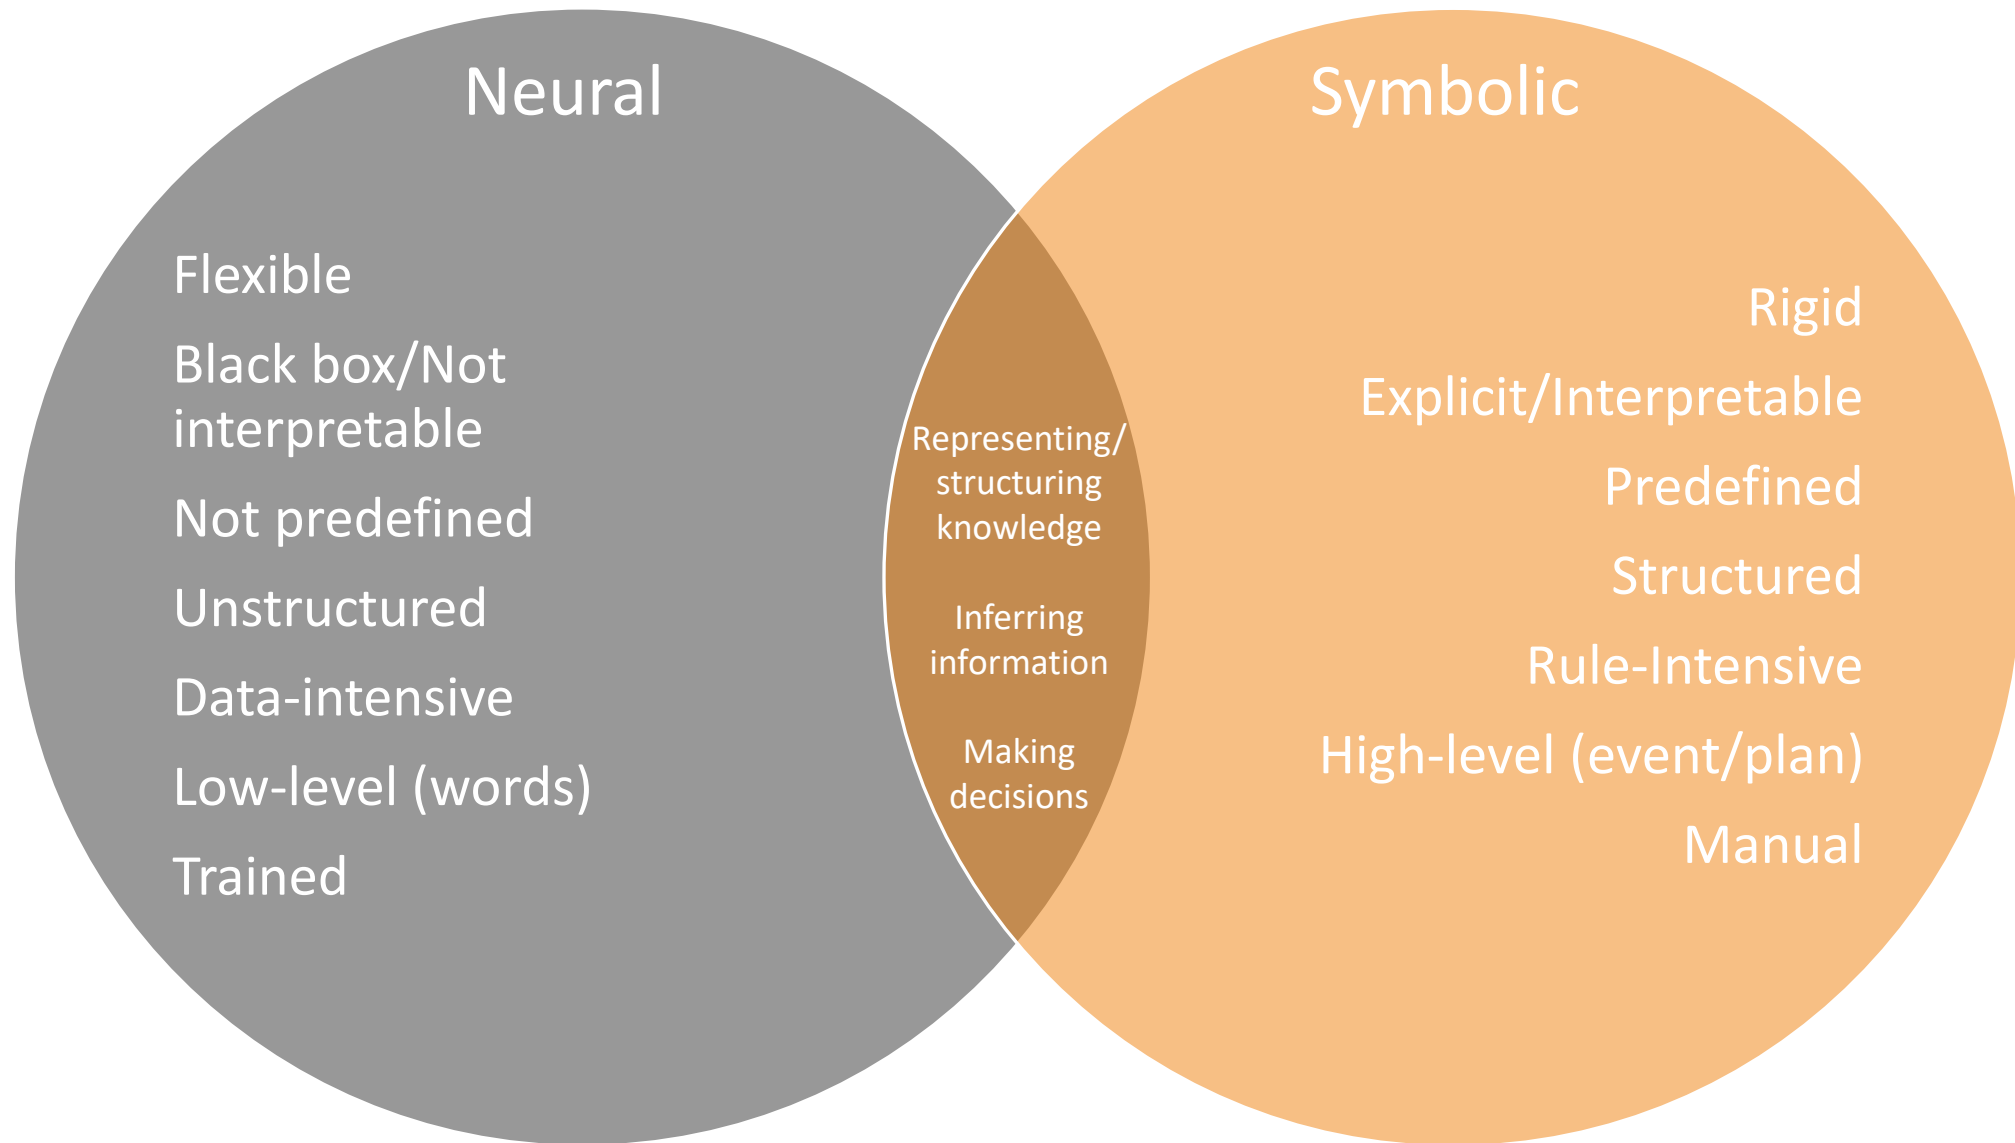 Neural
Flexible
Black box/Not
interpretable
Not predefined
Unstructured
Data-intensive
Low-level (words)
Trained
Representing/
structuring
knowledge
Inferring
information
Making
decisions
Symbolic
Rigid
Explicit/Interpretable
Predefined
Structured
Rule-Intensive
High-level (event/plan)
Manual